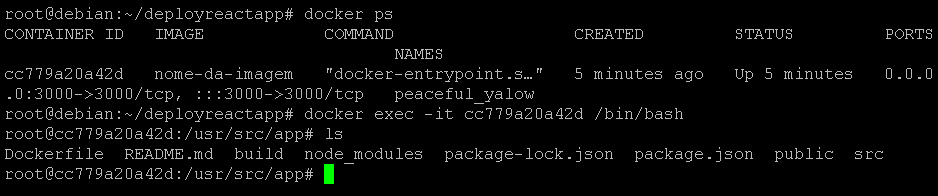 root@debian:~/deployreactapp# docker ps
CONTAINER ID   IMAGE            COMMAND                  CREATED         STATUS         PORTS
                                       NAMES
cc779a20a42d   nome-da-imagem   "docker-entrypoint.s…"   5 minutes ago   Up 5 minutes   0.0.0
.0:3000->3000/tcp, :::3000->3000/tcp   peaceful_yalow
root@debian:~/deployreactapp# docker exec -it cc779a20a42d /bin/bash
root@cc779a20a42d:/usr/src/app# ls
Dockerfile  README.md  build  node_modules  package-lock.json  package.json  public  src
root@cc779a20a42d:/usr/src/app#